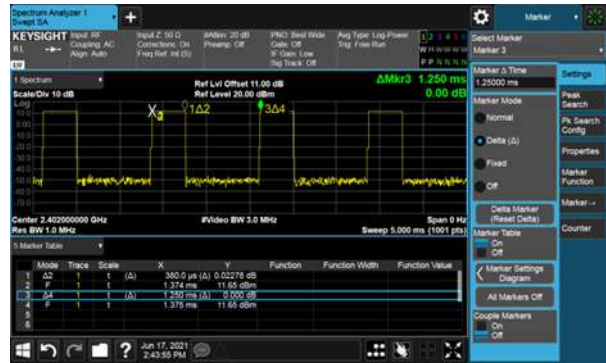 Spectrum Analyzer 1
Swept SA
Marker
KEYSIGHT Input: RF Input Z: 50 Ω #Atten: 20 dB PNO: Best Wide Avg Type: Log-Power 1 2 3 4 5 6
RL Coupling: AC Corrections: On Preamp: Off Gate: Off Trig: Free Run
Align: Auto Freq Ref: Int (S) IF Gain: Low
Sig Track: Off P P N N N N
Select Marker
Marker 3
1 Spectrum
Scale/Div 10 dB
Log
Ref Lvl Offset 11.00 dB
Ref Level 20.00 dBm
ΔMkr3 1.250 ms
0.00 dB
1Δ2
3Δ4
Center 2.402000000 GHz
Res BW 1.0 MHz
#Video BW 3.0 MHz
Span 0 Hz
Sweep 5.000 ms (1001 pts)
5 Marker Table
Mode Trace Scale X Y Function Function Width Function Value
1 Δ2 1 t (Δ) 380.0 µs (Δ) 0.02278 dB
2 F 1 t 1.374 ms 11.65 dBm
3 Δ4 1 t (Δ) 1.250 ms (Δ) 0.000 dB
4 F 1 t 1.375 ms 11.65 dBm
5
6
Marker Δ Time
1.25000 ms
Marker Mode
Normal
Delta (Δ)
Fixed
Off
Delta Marker
(Reset Delta)
Marker Table
On
Off
Marker Settings
Diagram
All Markers Off
Couple Markers
On
Off
Settings
Peak
Search
Pk Search
Config
Properties
Marker
Function
Marker→
Counter
Jun 17, 2021
2:43:55 PM